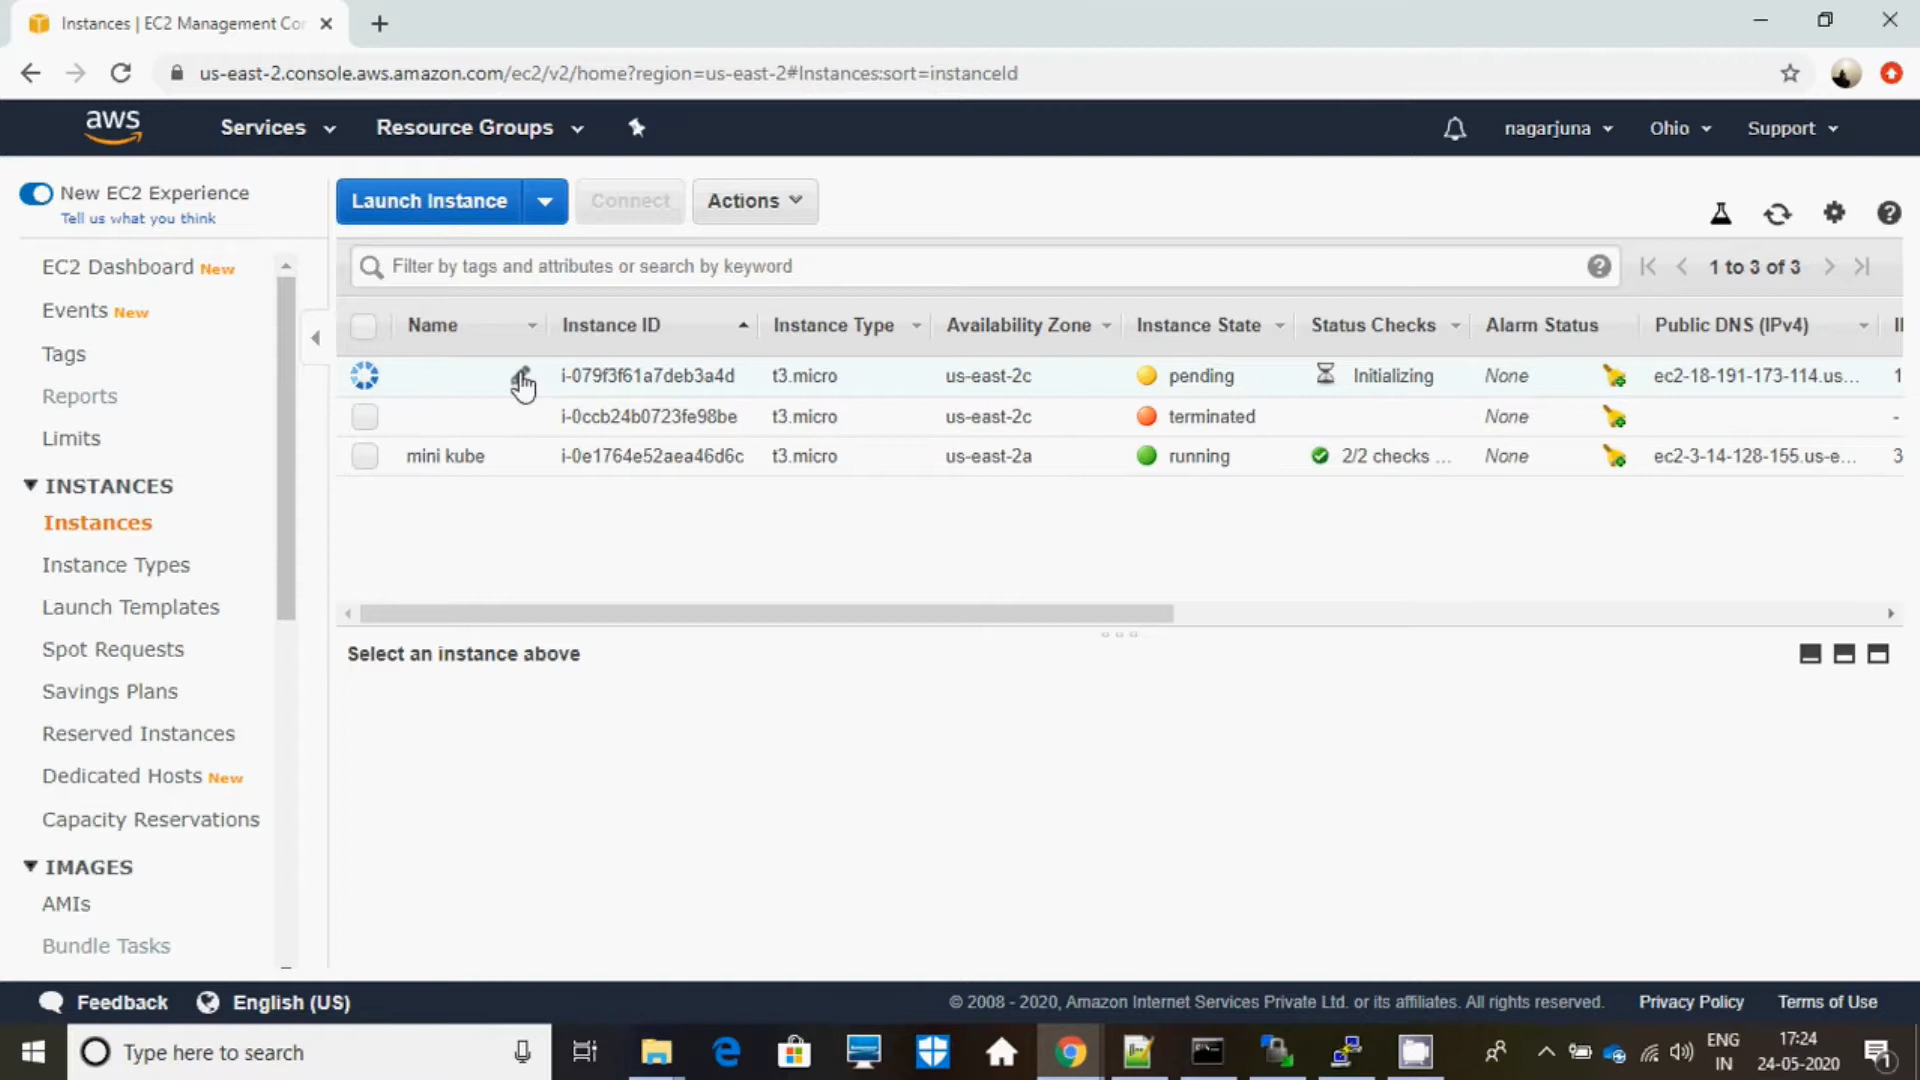 Instances | EC2 Management Con
us-east-2.console.aws.amazon.com/ec2/v2/home?region=us-east-2#Instances:sort=instanceId
aws Services Resource Groups nagarjuna Ohio Support
New EC2 Experience
Tell us what you think
Launch Instance Connect Actions
EC2 Dashboard New
Events New
Tags
Reports
Limits
INSTANCES
Instances
Instance Types
Launch Templates
Spot Requests
Savings Plans
Reserved Instances
Dedicated Hosts New
Capacity Reservations
IMAGES
AMIs
Bundle Tasks
Filter by tags and attributes or search by keyword 1 to 3 of 3
Name Instance ID Instance Type Availability Zone Instance State Status Checks Alarm Status Public DNS (IPv4)
i-079f3f61a7deb3a4d t3.micro us-east-2c pending Initializing None ec2-18-191-173-114.us... 1
i-0ccb24b0723fe98be t3.micro us-east-2c terminated None -
mini kube i-0e1764e52aea46d6c t3.micro us-east-2a running 2/2 checks ... None ec2-3-14-128-155.us-e... 3
Select an instance above
Feedback English (US) © 2008 - 2020, Amazon Internet Services Private Ltd. or its affiliates. All rights reserved. Privacy Policy Terms of Use
Type here to search
ENG
IN
17:24
24-05-2020
1